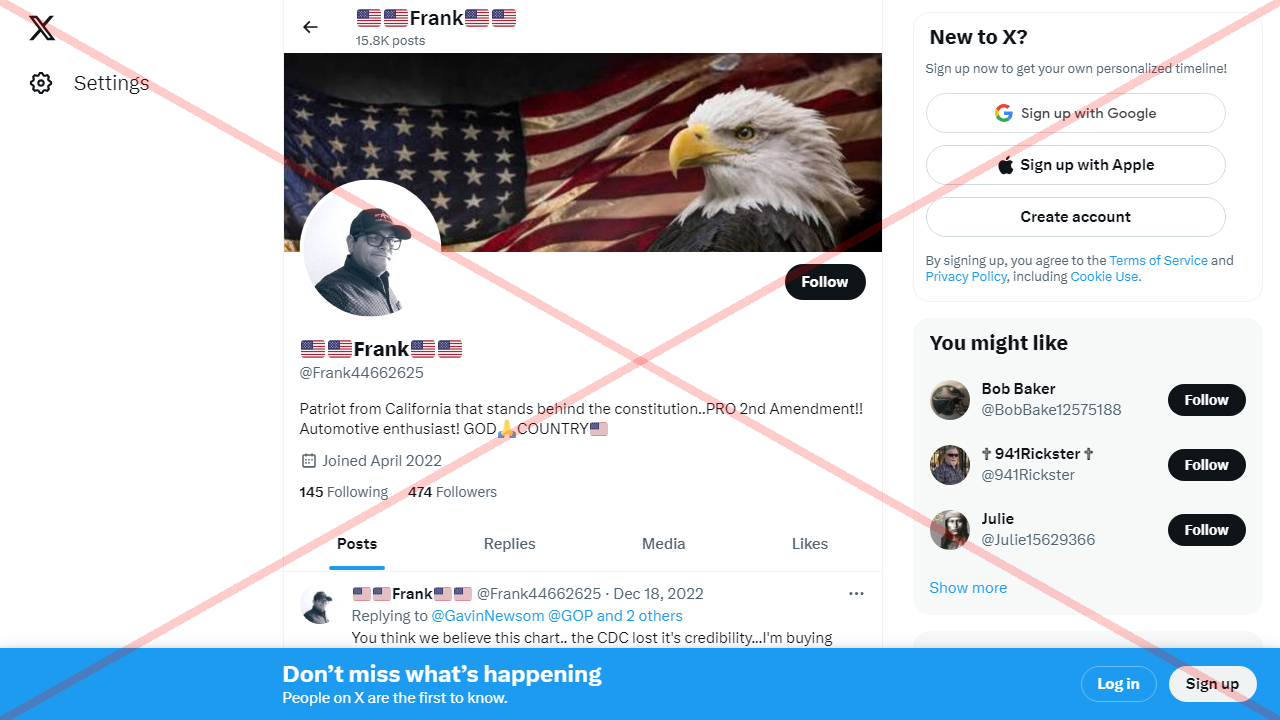 Settings
🇺🇸🇺🇸Frank🇺🇸🇺🇸
15.8K posts
Follow
🇺🇸🇺🇸Frank🇺🇸🇺🇸
@Frank44662625
Patriot from California that stands behind the constitution..PRO 2nd Amendment!!
Automotive enthusiast! GOD🙏COUNTRY🇺🇸
Joined April 2022
145 Following 474 Followers
Posts Replies Media Likes
🇺🇸🇺🇸Frank🇺🇸🇺🇸 @Frank44662625 · Dec 18, 2022
Replying to @GavinNewsom @GOP and 2 others
You think we believe this chart.. the CDC lost it's credibility...I'm buying
New to X?
Sign up now to get your own personalized timeline!
Sign up with Google
Sign up with Apple
Create account
By signing up, you agree to the Terms of Service and
Privacy Policy, including Cookie Use.
You might like
Bob Baker
@BobBake12575188
Follow
✝ 941Rickster ✝
@941Rickster
Follow
Julie
@Julie15629366
Follow
Show more
Don’t miss what’s happening
People on X are the first to know.
Log in
Sign up